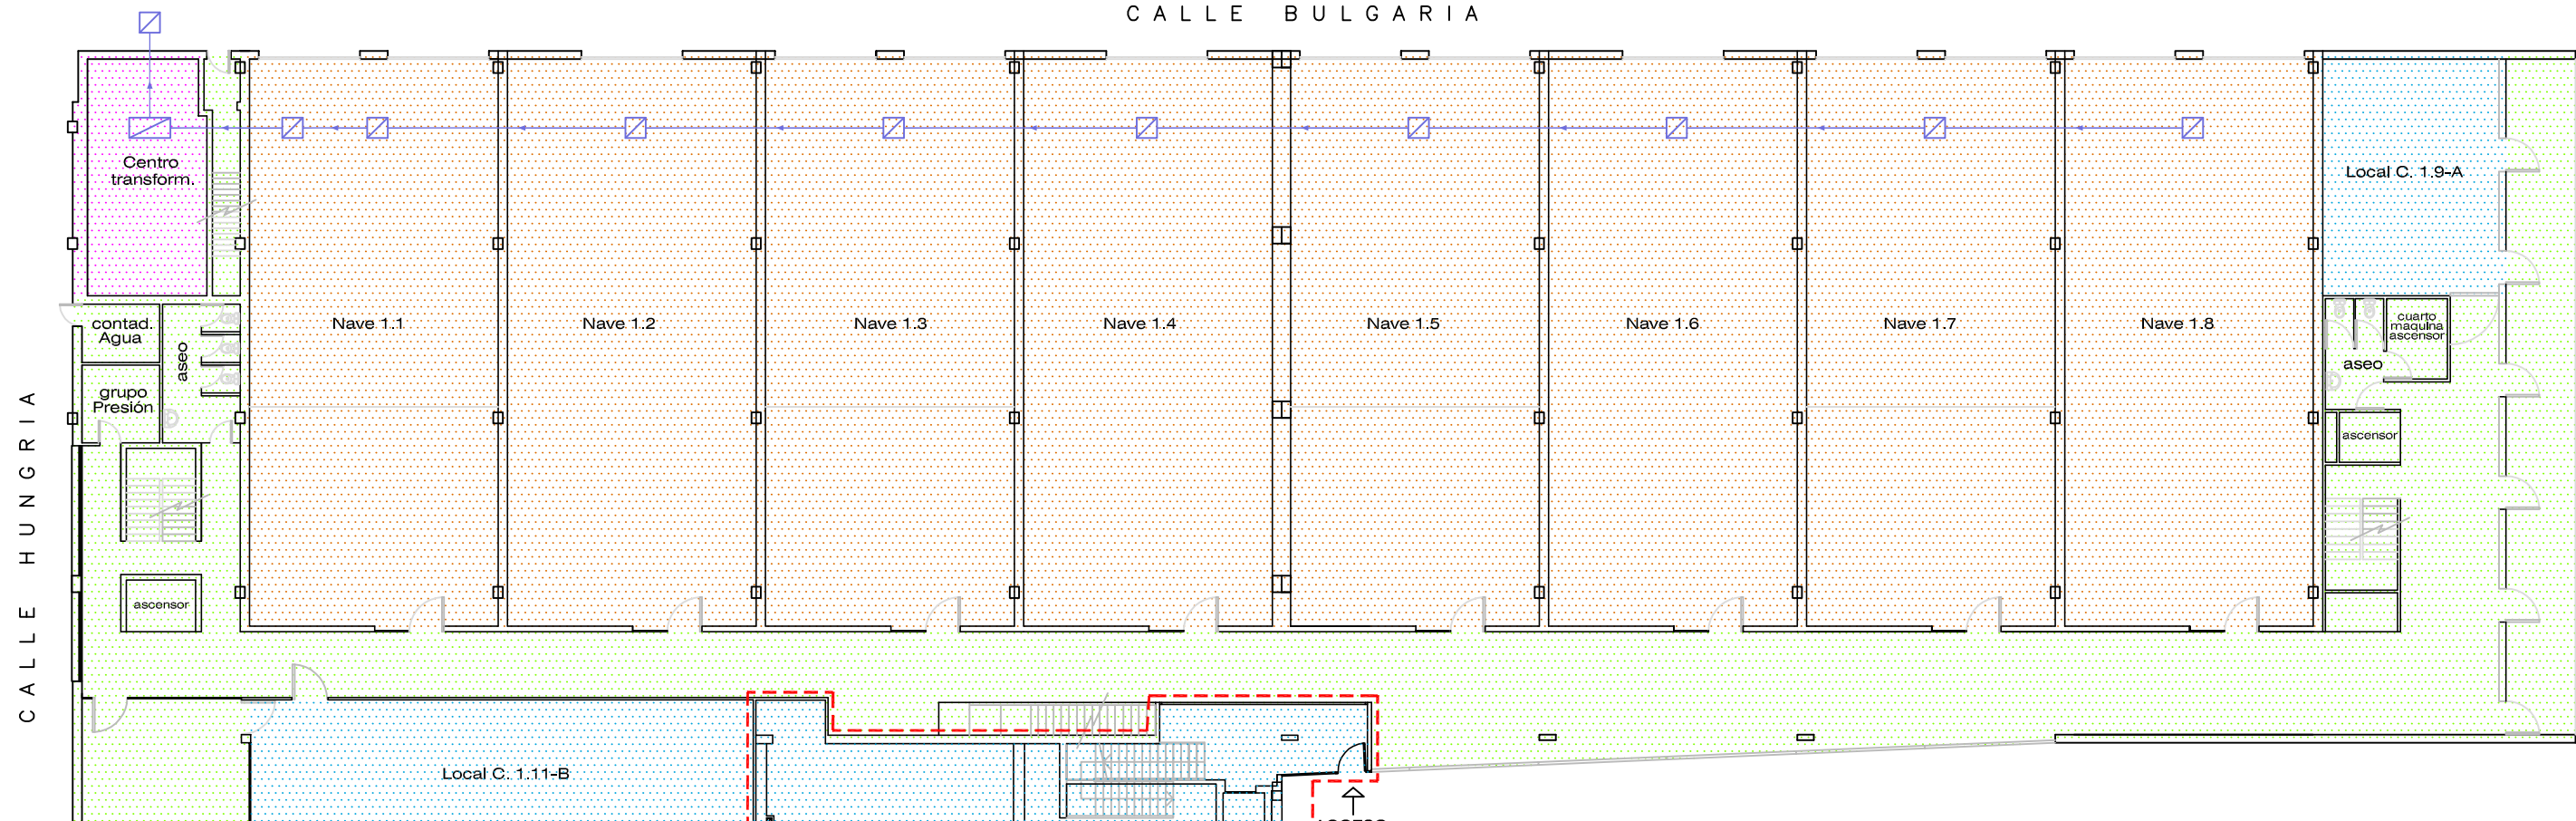 CALLE BULGARIA
Centro
transform.
Local C. 1.9-A
contad.
Agua
aseo
grupo
Presión
Nave 1.1
Nave 1.2
Nave 1.3
Nave 1.4
Nave 1.5
Nave 1.6
Nave 1.7
Nave 1.8
cuarto
maquina
ascensor
aseo
ascensor
CALLE HUNGRIA
ascensor
Local C. 1.11-B